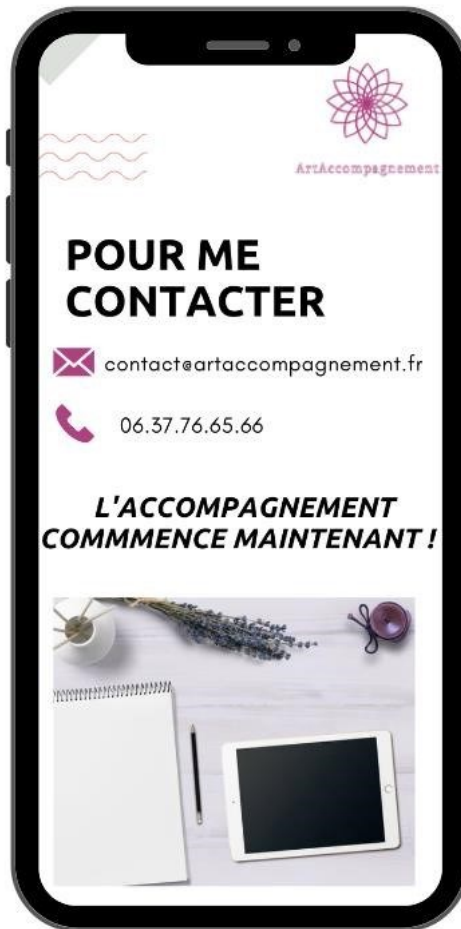 ArtAccompagnement
POUR ME
CONTACTER
contact@artaccompagnement.fr
06.37.76.65.66
L'ACCOMPAGNEMENT
COMMMENCE MAINTENANT !